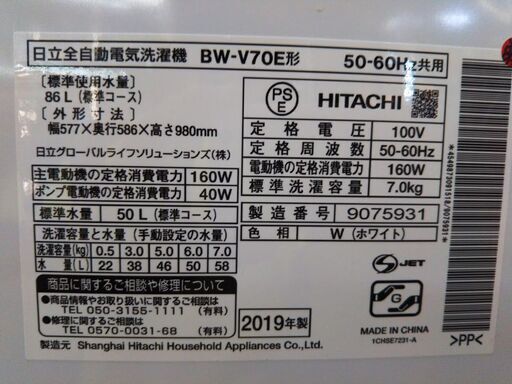 日立全自動電気洗濯機 BW-V70E形 50-60Hz共用
〔標準使用水量〕
86L(標準コース)
〔外形寸法〕
幅577×奥行586×高さ980mm
日立グローバルライフソリューションズ(株)
主電動機の定格消費電力 160W
ポンプ電動機の定格消費電力 40W
標準水量 50L(標準コース)
洗濯容量と水量(手動設定の水量)
洗濯容量(kg) 0.5 3.0 5.0 6.0 7.0
水量(L) 22 38 46 50 58
商品に関するご相談や修理について
●商品情報やお取り扱いに関するご相談
TEL 050-3155-1111
(有料)
●修理に関するご相談
TEL 0570-0031-68
(有料)
製造元 Shanghai Hitachi Household Appliances Co.,Ltd.
PS
E
HITACHI
定格電圧 100V
定格周波数 50-60Hz
電動機の定格消費電力 160W
標準洗濯容量 7.0kg
製造番号 9075931
色相 W(ホワイト)
2019年製
S-JET
G
MADE IN CHINA
1CHSE7231-A
>PP<